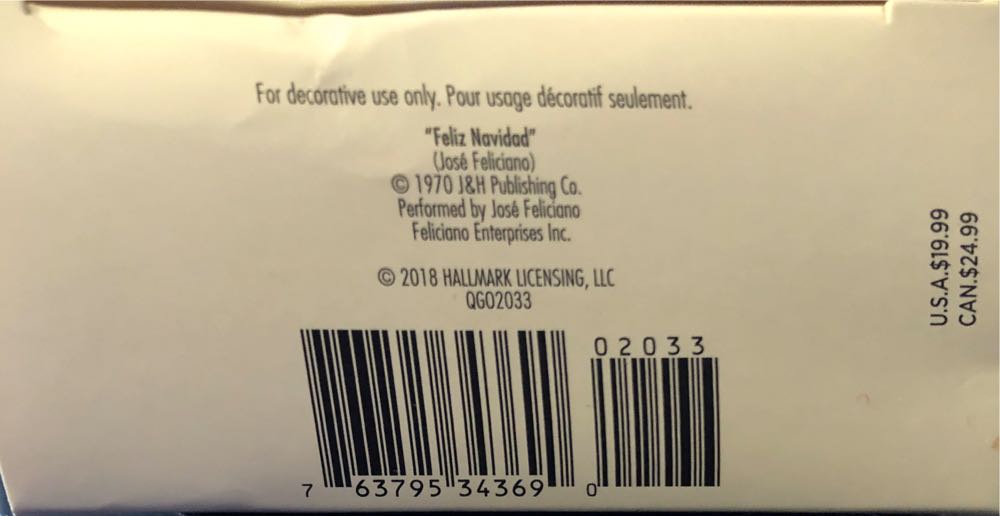 For decorative use only. Pour usage décoratif seulement.
"Feliz Navidad"
(José Feliciano)
© 1970 J&H Publishing Co.
Performed by José Feliciano
Feliciano Enterprises Inc.
© 2018 HALLMARK LICENSING, LLC
QGO2033
02033
7 63795 34369 0
U.S.A.$19.99
CAN.$24.99